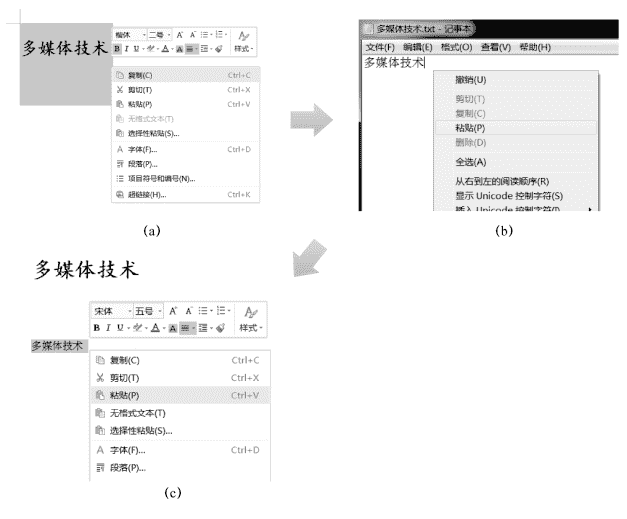 多媒体技术
楷体 二号
B I U A A 样式
复制(C) Ctrl+C
剪切(T) Ctrl+X
粘贴(P) Ctrl+V
无格式文本(T)
选择性粘贴(S)...
字体(F)... Ctrl+D
段落(P)...
项目符号和编号(N)...
超链接(H)... Ctrl+K
(a)
多媒体技术.txt - 记事本
文件(F) 编辑(E) 格式(O) 查看(V) 帮助(H)
多媒体技术
撤销(U)
剪切(T)
复制(C)
粘贴(P)
删除(D)
全选(A)
从右到左的阅读顺序(R)
显示 Unicode 控制字符(S)
插入 Unicode 控制字符(I)
(b)
多媒体技术
宋体 五号
B I U A A 样式
多媒体技术
复制(C) Ctrl+C
剪切(T) Ctrl+X
粘贴(P) Ctrl+V
无格式文本(T)
选择性粘贴(S)...
字体(F)... Ctrl+D
段落(P)...
(c)